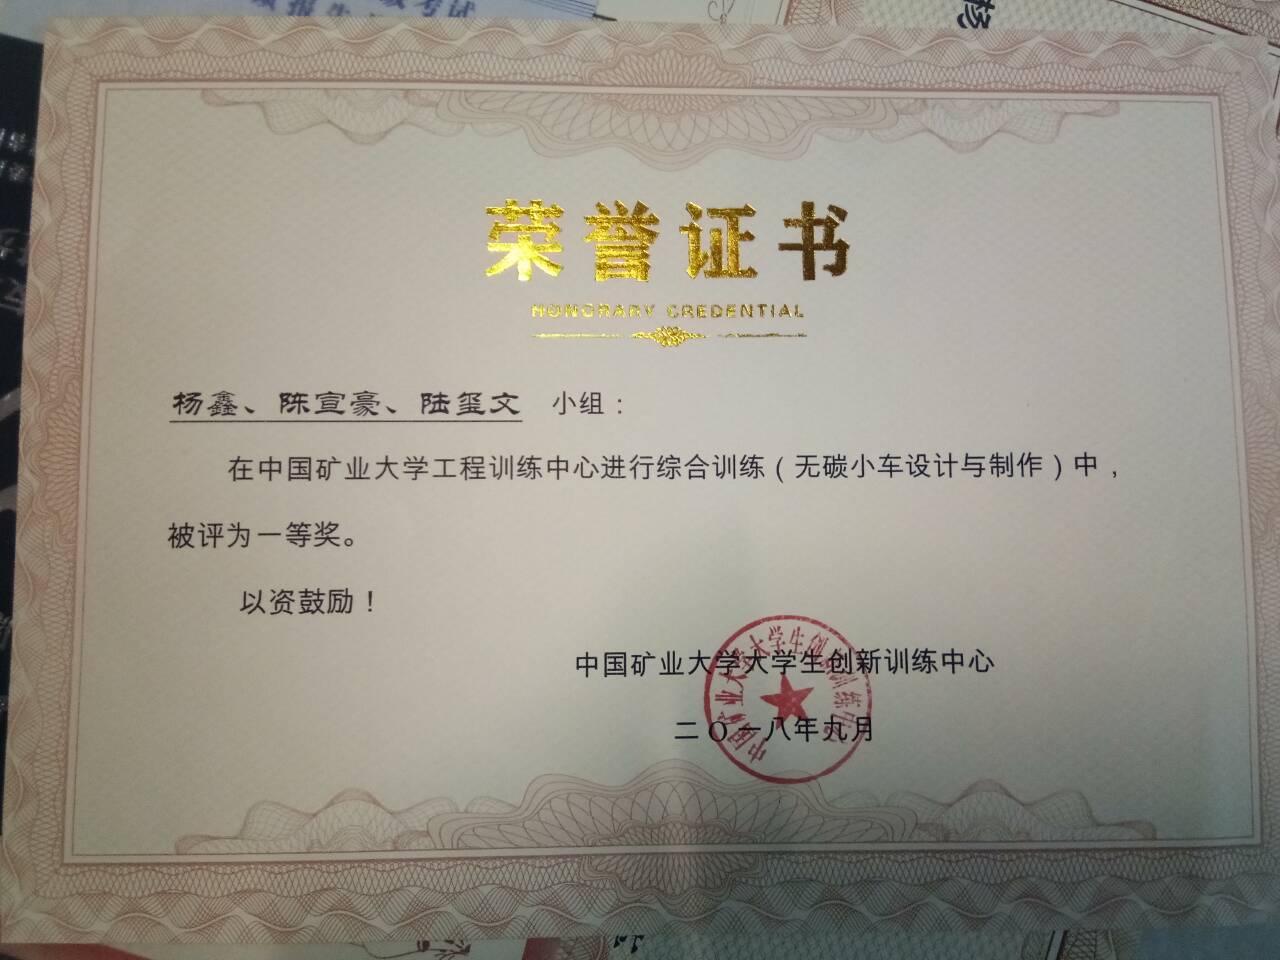 荣誉证书
HONORARY CREDENTIAL
杨鑫、陈宣豪、陆玺文 小组：
在中国矿业大学工程训练中心进行综合训练（无碳小车设计与制作）中，
被评为一等奖。
以资鼓励！
中国矿业大学大学生创新训练中心
二〇一八年九月
中国矿业大学大学生创新训练中心
杨